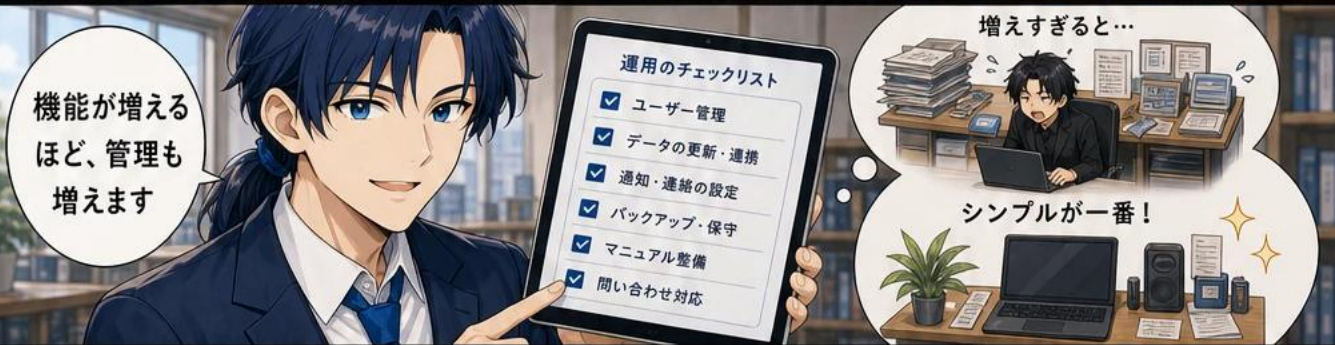 機能が増える
ほど、管理も
増えます
運用のチェックリスト
ユーザー管理
データの更新・連携
通知・連絡の設定
バックアップ・保守
マニュアル整備
問い合わせ対応
増えすぎると…
シンプルが一番！